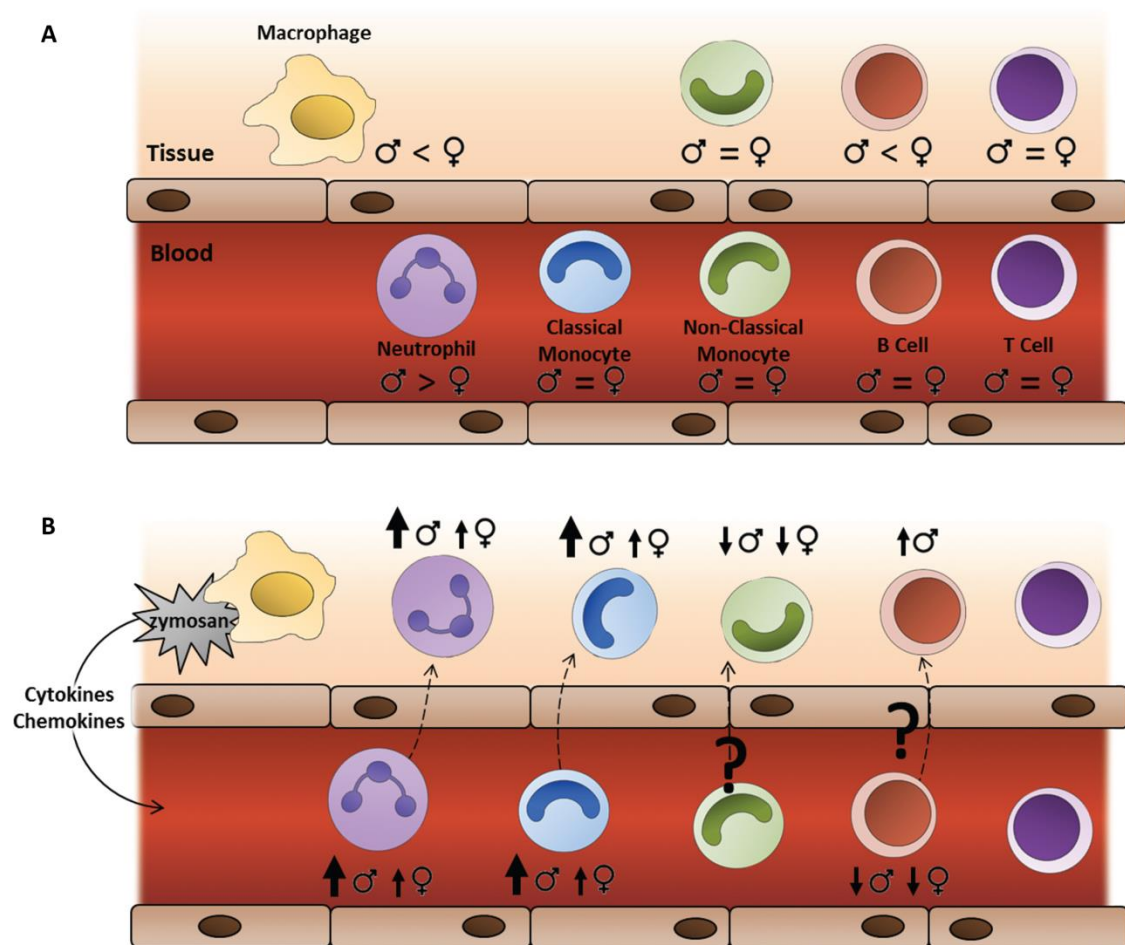 A
Macrophage
Tissue
♂ < ♀
♂ = ♀
♂ < ♀
♂ = ♀
Blood
Neutrophil
♂ > ♀
Classical
Monocyte
♂ = ♀
Non-Classical
Monocyte
♂ = ♀
B Cell
♂ = ♀
T Cell
♂ = ♀
B
↑♂ ↑♀
↑♂ ↑♀
↓♂ ↓♀
↑♂
zymosan
Cytokines
Chemokines
?
?
↑♂ ↑♀
↑♂ ↑♀
↓♂ ↓♀